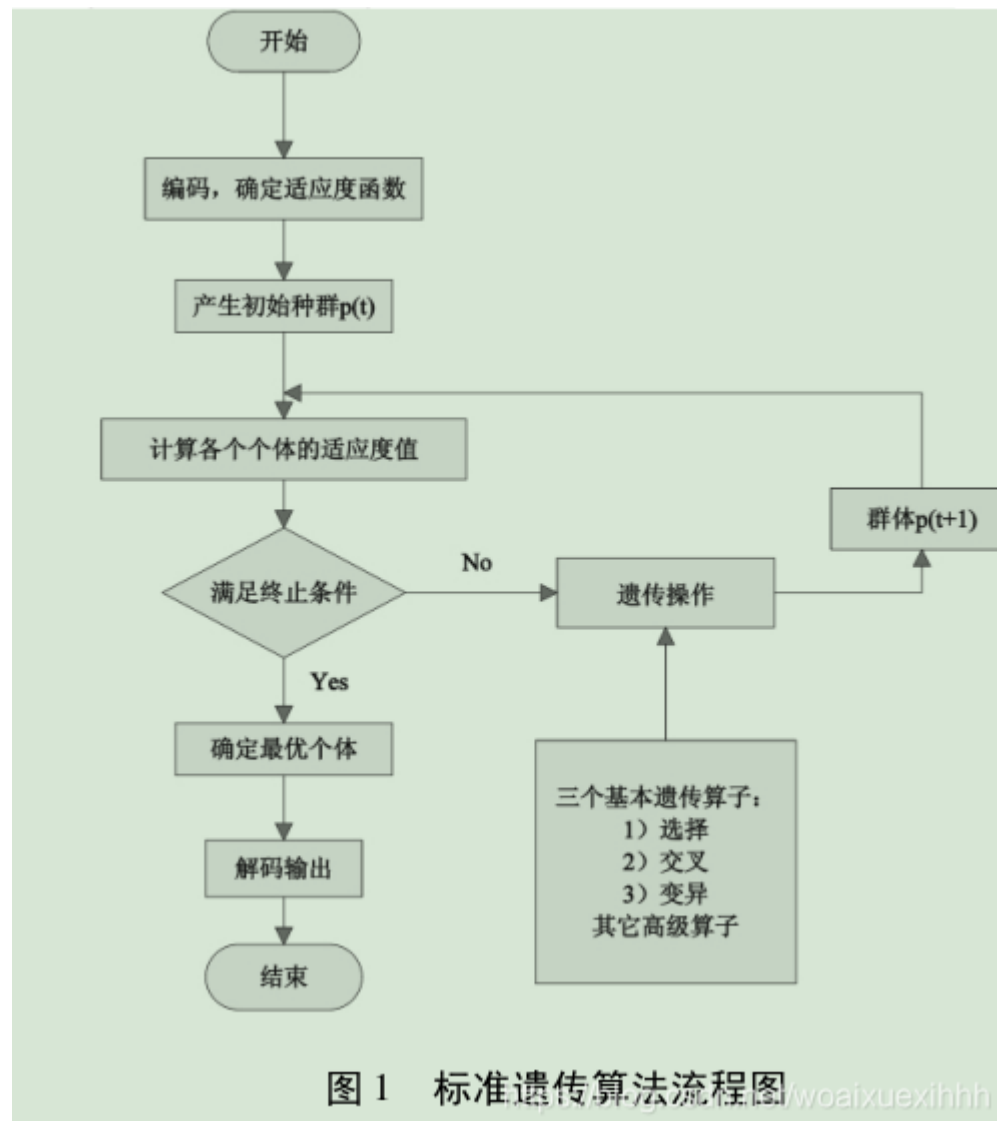 开始
编码，确定适应度函数
产生初始种群p(t)
计算各个个体的适应度值
群体p(t+1)
满足终止条件
No
遗传操作
Yes
确定最优个体
三个基本遗传算子：
1）选择
2）交叉
3）变异
其它高级算子
解码输出
结束
图 1 标准遗传算法流程图
woaixuexihhh